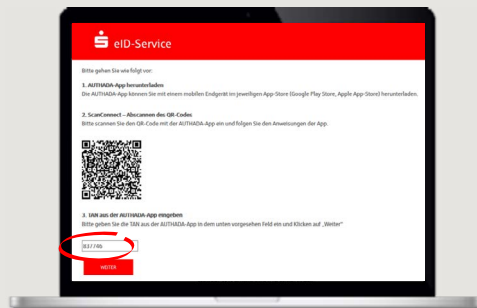 eID-Service
Bitte gehen Sie wie folgt vor:
1. AUTHADA-App herunterladen
Die AUTHADA-App können Sie mit einem mobilen Endgerät im jeweiligen App-Store (Google Play Store, Apple App-Store) herunterladen.
2. ScanConnect – Abscannen des QR-Codes
Bitte scannen Sie den QR-Code mit der AUTHADA-App ein und folgen Sie den Anweisungen der App.
3. TAN aus der AUTHADA-App eingeben
Bitte geben Sie die TAN aus der AUTHADA-App in dem unten vorgesehen Feld ein und Klicken auf „Weiter"
837746
WEITER